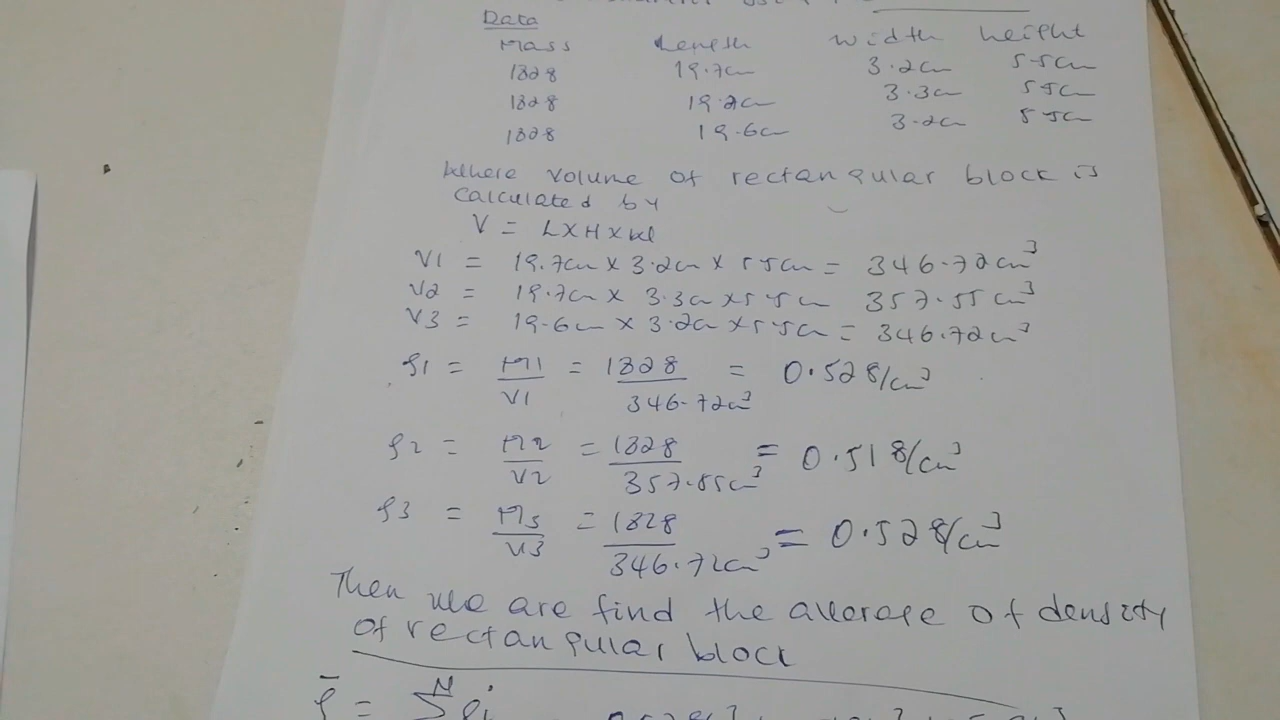 Data
Mass Length width height
182g 19.7cm 3.2cm 5.5cm
182g 19.7cm 3.3cm 5.5cm
182g 19.6cm 3.2cm 5.5cm
Where volume of rectangular block is
calculated by
V = L×H×W
V1 = 19.7cm × 3.2cm × 5.5cm = 346.72cm³
V2 = 19.7cm × 3.3cm × 5.5cm 357.55cm³
V3 = 19.6cm × 3.2cm × 5.5cm = 346.72cm³
ρ1 = M1/V1 = 182g/346.72cm³ = 0.52g/cm³
ρ2 = M2/V2 = 182g/357.55cm³ = 0.51g/cm³
ρ3 = M3/V3 = 182g/346.72cm³ = 0.52g/cm³
Then we are find the average of density
of rectangular block